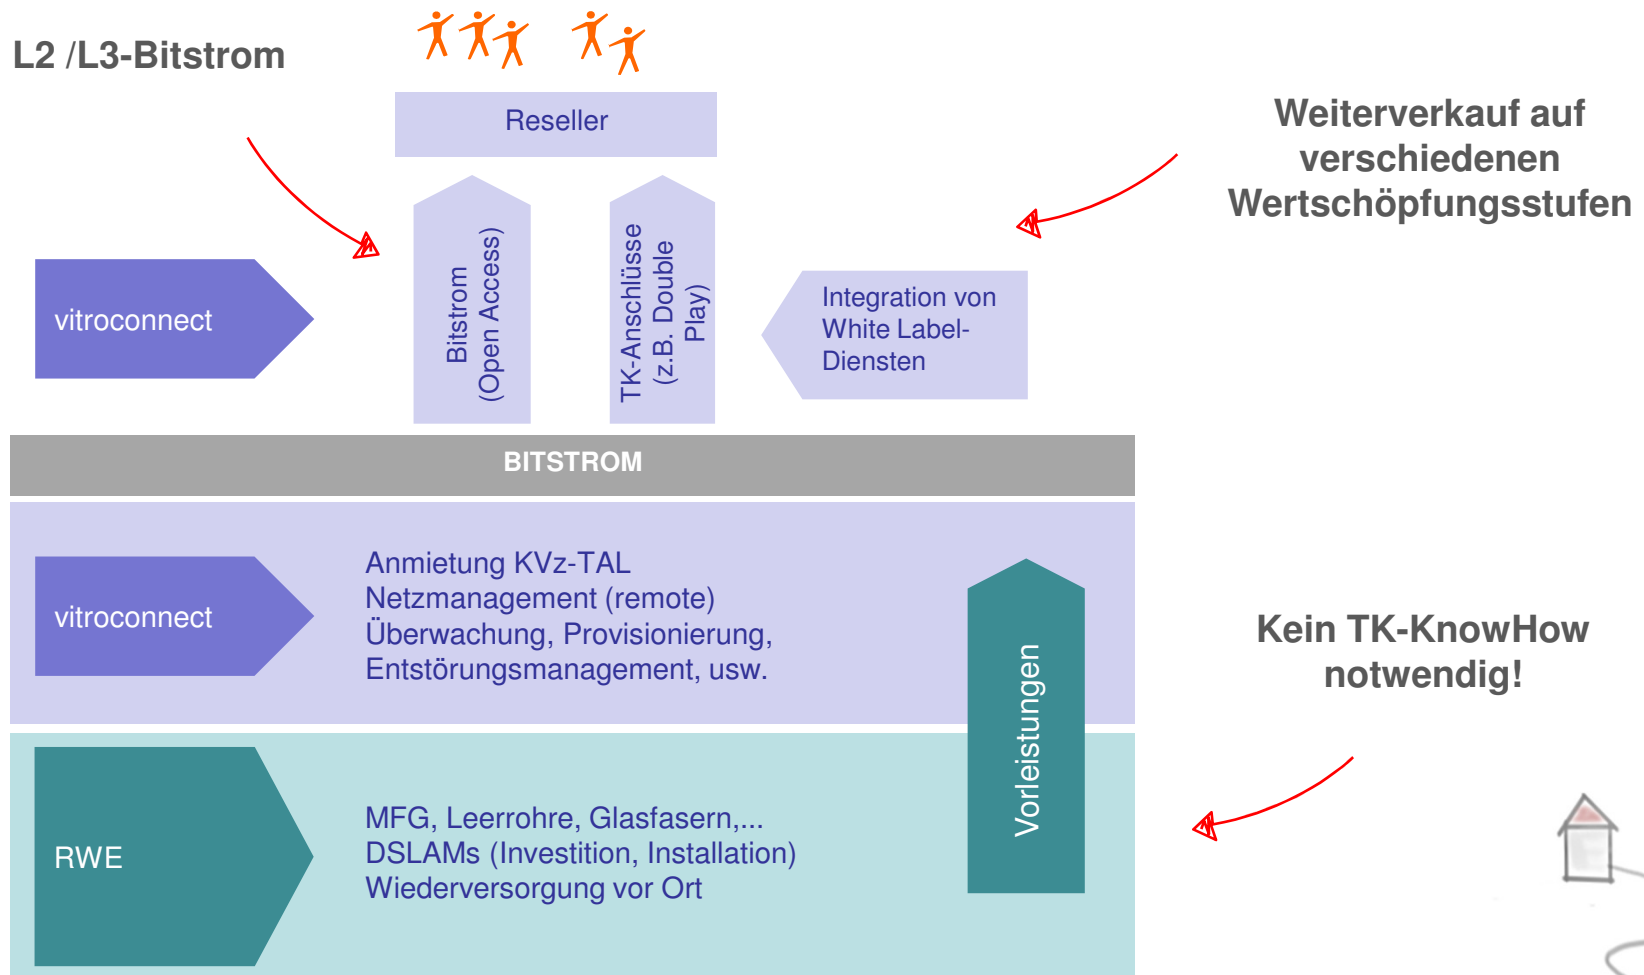 L2 /L3-Bitstrom
Reseller
Weiterverkauf auf
verschiedenen
Wertschöpfungsstufen
vitroconnect
Bitstrom
(Open Access)
TK-Anschlüsse
(z.B. Double
Play)
Integration von
White Label-
Diensten
BITSTROM
vitroconnect
Anmietung KVz-TAL
Netzmanagement (remote)
Überwachung, Provisionierung,
Entstörungsmanagement, usw.
Vorleistungen
Kein TK-KnowHow
notwendig!
RWE
MFG, Leerrohre, Glasfasern,...
DSLAMs (Investition, Installation)
Wiederversorgung vor Ort